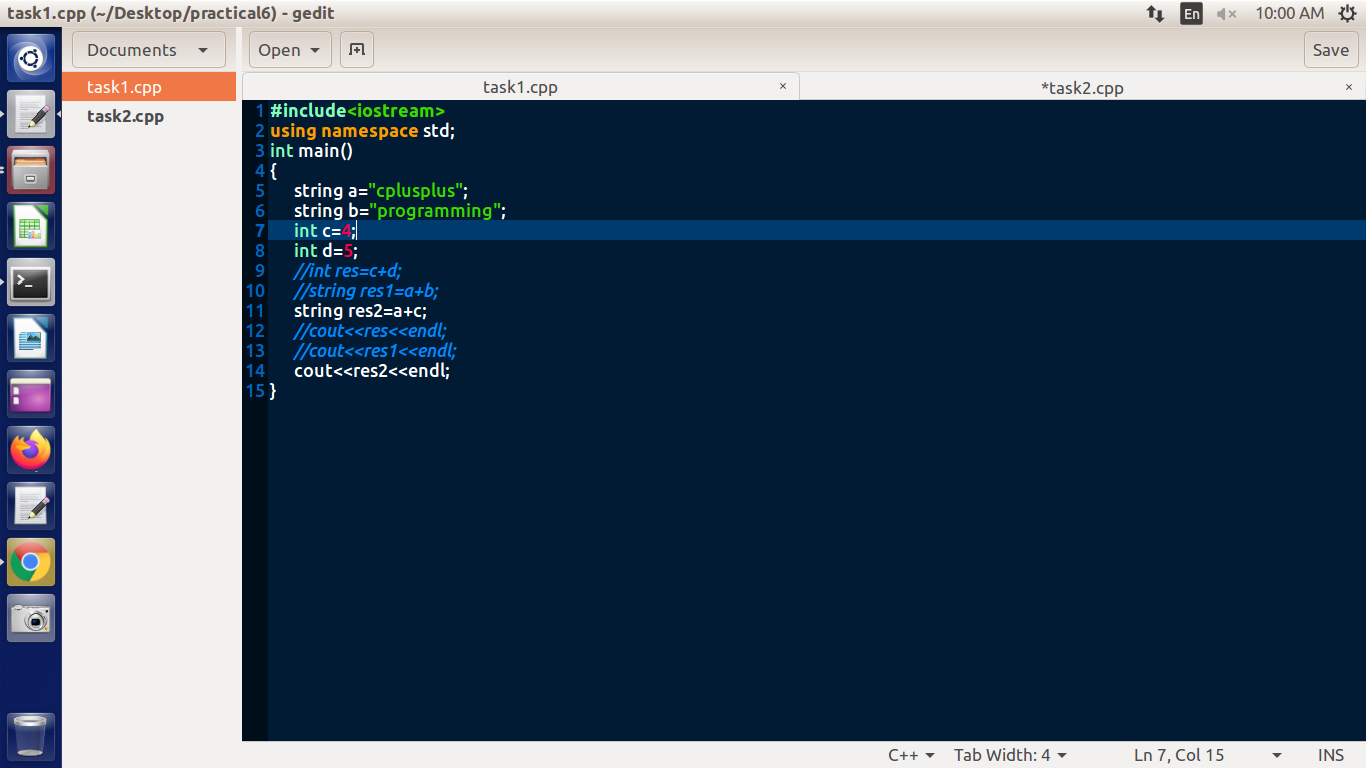 task1.cpp (~/Desktop/practical6) - gedit
En
10:00 AM
Documents
Open
Save
task1.cpp
task2.cpp
task1.cpp
*task2.cpp
1 #include<iostream>
2 using namespace std;
3 int main()
4 {
5 string a="cplusplus";
6 string b="programming";
7 int c=4;
8 int d=5;
9 //int res=c+d;
10 //string res1=a+b;
11 string res2=a+c;
12 //cout<<res<<endl;
13 //cout<<res1<<endl;
14 cout<<res2<<endl;
15 }
C++
Tab Width: 4
Ln 7, Col 15
INS